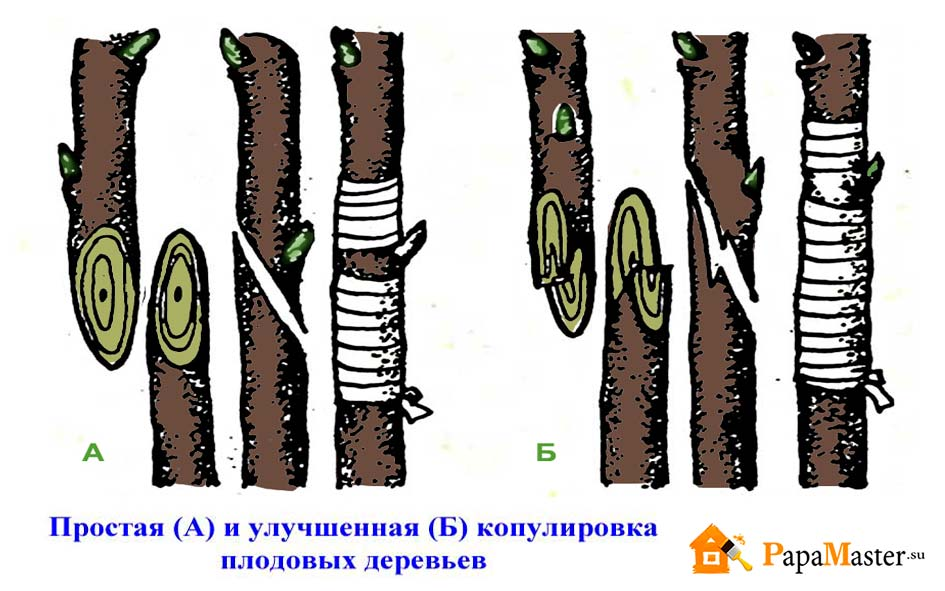 А
Б
Простая (А) и улучшенная (Б) копулировка
плодовых деревьев
PapaMaster.su